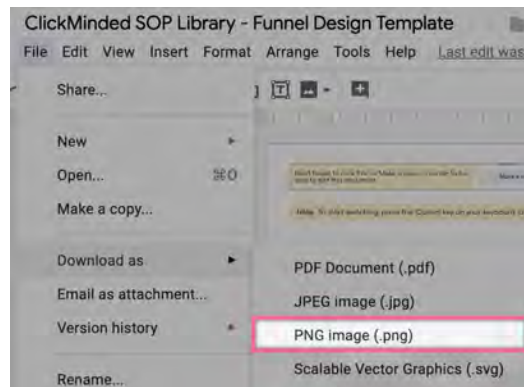 ClickMinded SOP Library - Funnel Design Template
File Edit View Insert Format Arrange Tools Help Last edit was
Share...
New
Open... ⌘O
Make a copy...
Download as
PDF Document (.pdf)
Email as attachment...
JPEG image (.jpg)
Version history
PNG image (.png)
Scalable Vector Graphics (.svg)
Rename...